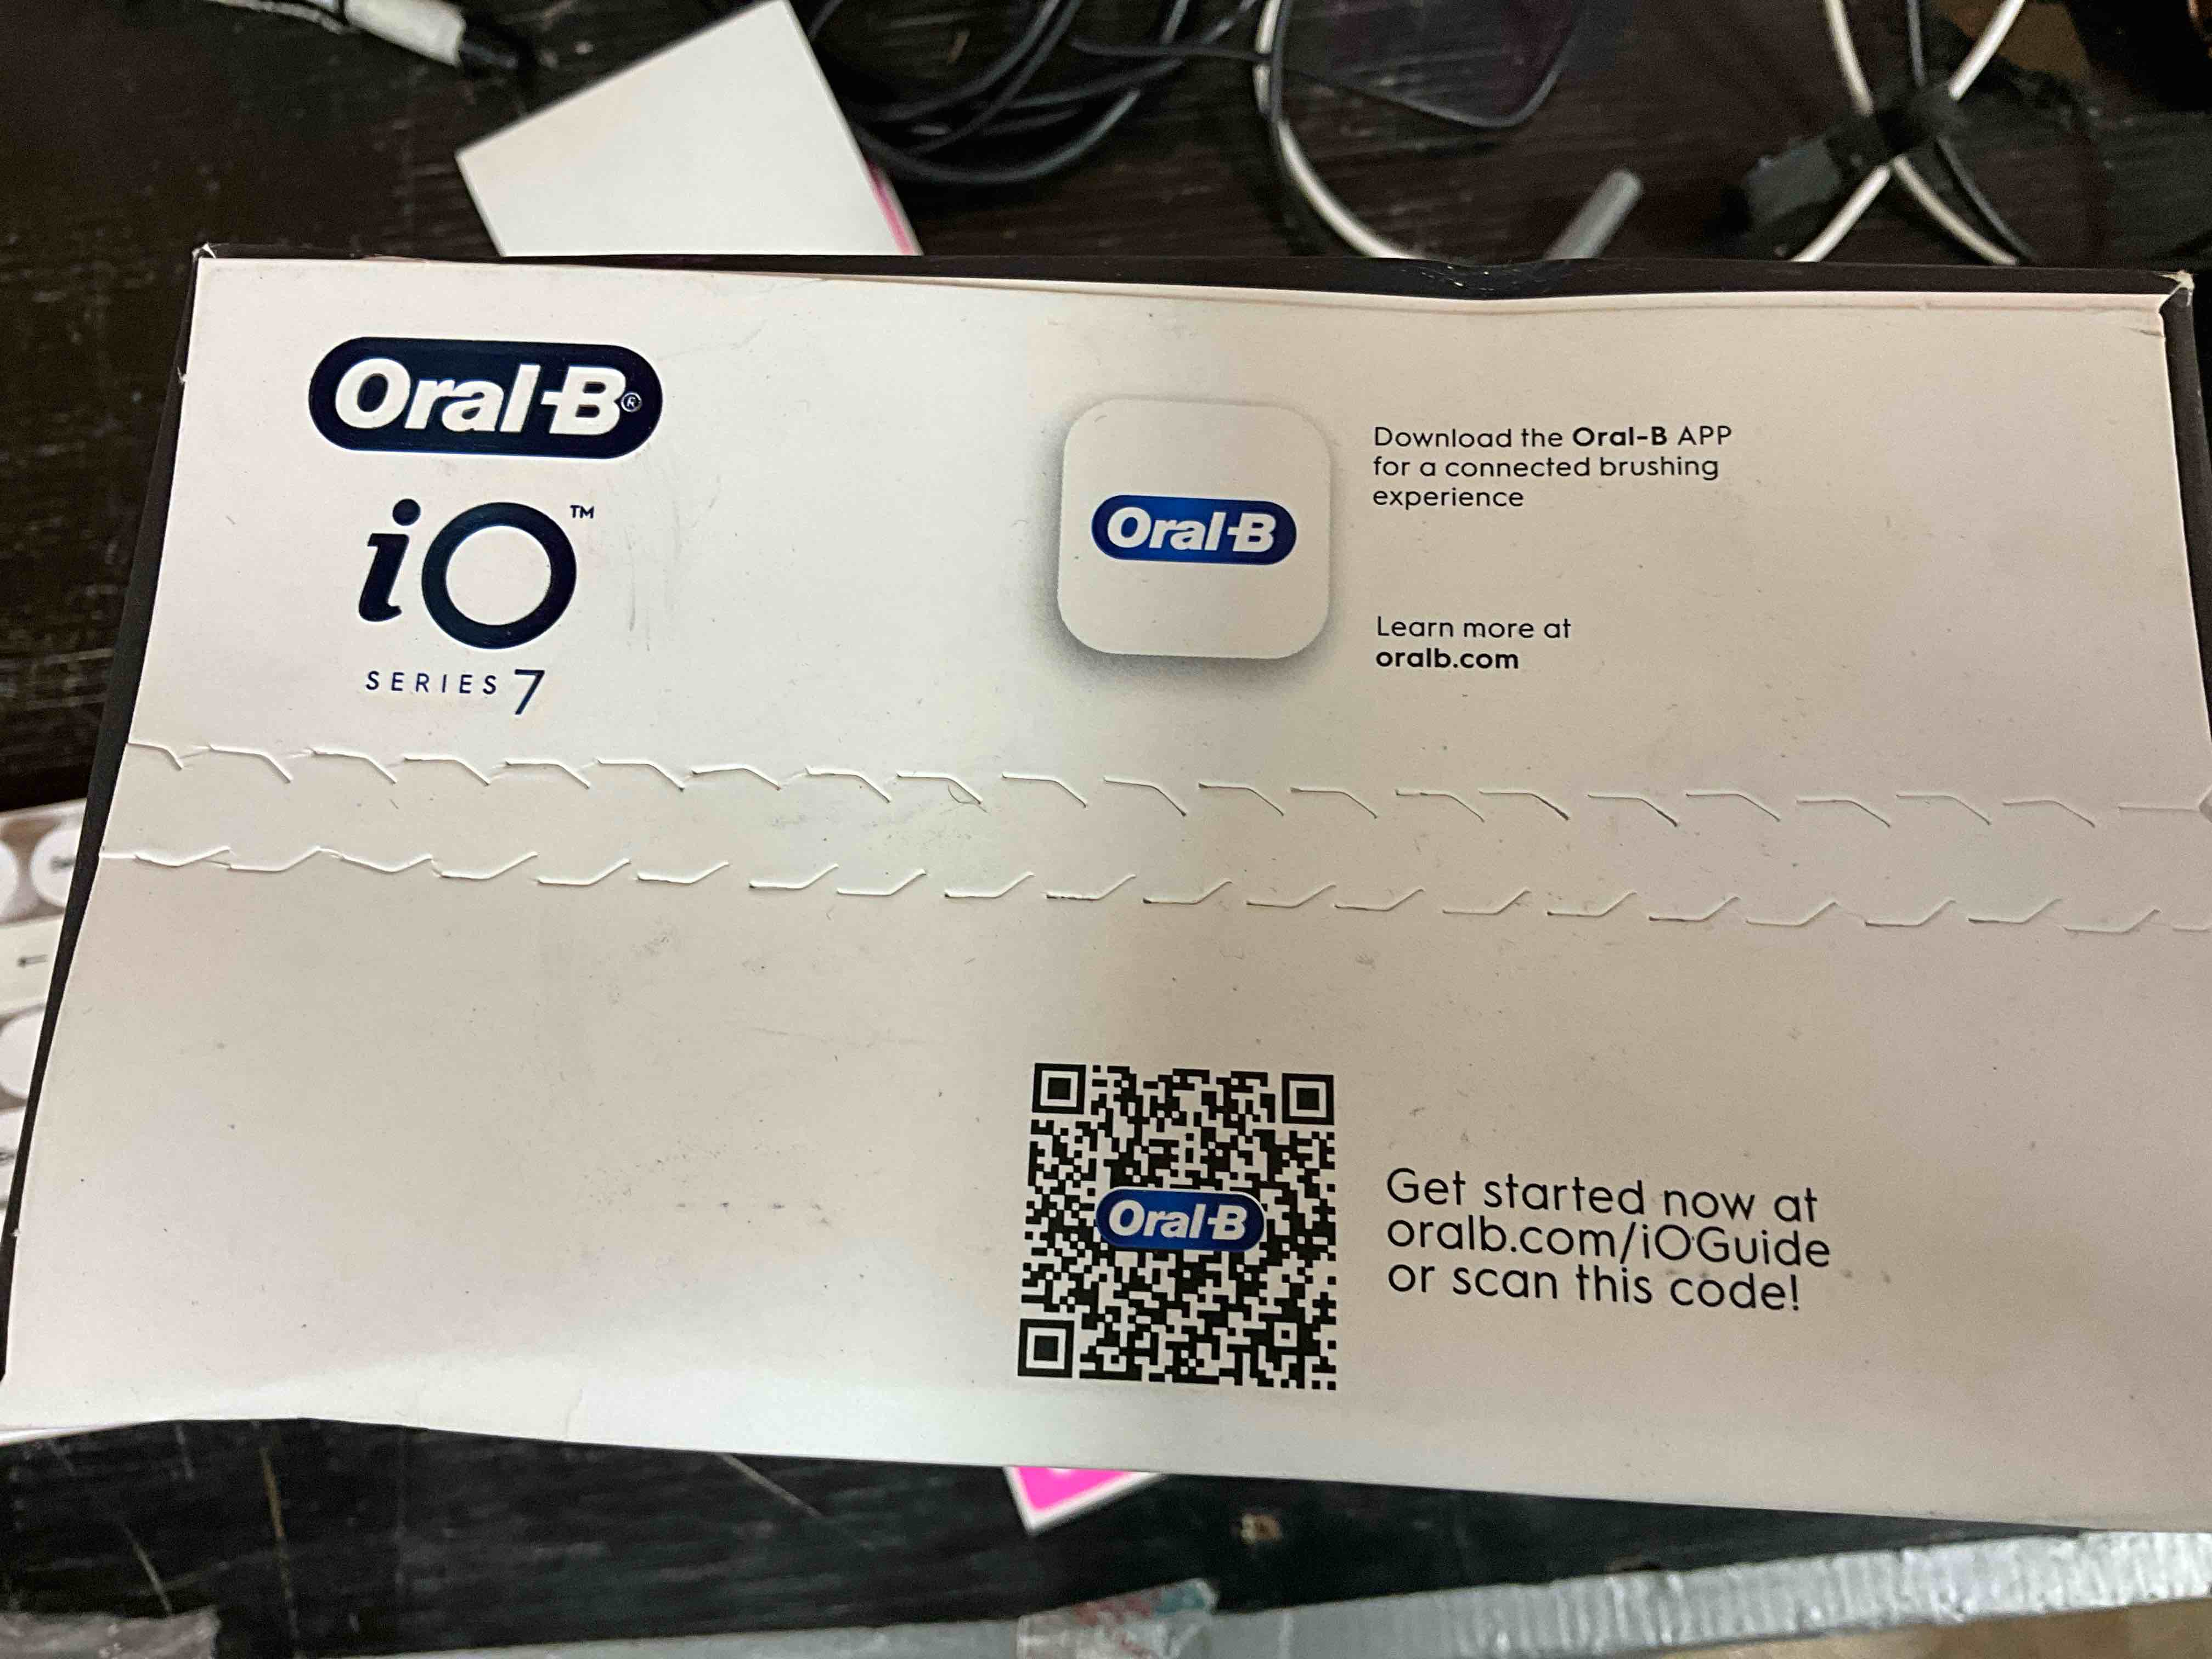 Oral-B®
iO™
SERIES 7
Oral-B
Download the Oral-B APP
for a connected brushing
experience
Learn more at
oralb.com
Oral-B
Get started now at
oralb.com/iOGuide
or scan this code!